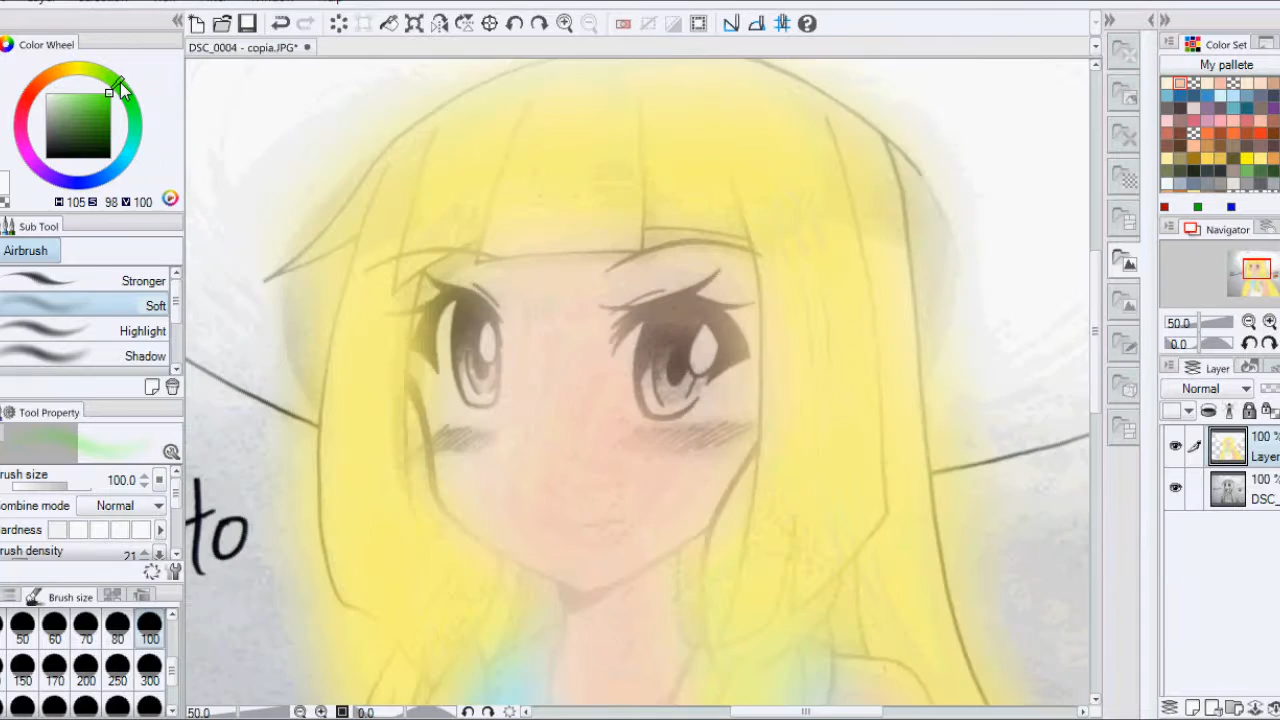 Color Wheel
DSC_0004 - copia.JPG*
Color Set
My pallete
H 105 S 98 V 100
Sub Tool
Airbrush
Stronger
Soft
Highlight
Shadow
Navigator
50.0
0.0
Tool Property
Layer
Normal
rush size
100.0
ombine mode
Normal
ardness
rush density
21
100 %
Layer
100 %
DSC_
to
Brush size
50 60 70 80 100
150 170 200 250 300
50.0
0.0